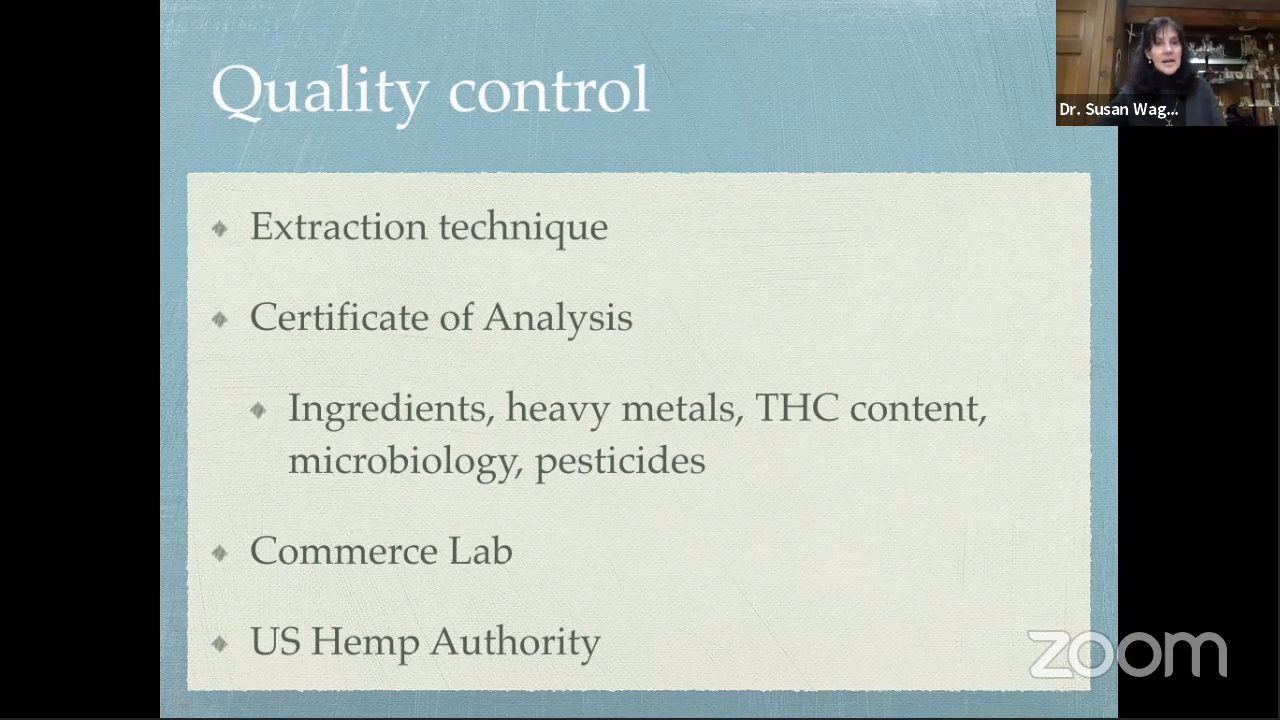 Quality control
Dr. Susan Wag...
Extraction technique
Certificate of Analysis
Ingredients, heavy metals, THC content,
microbiology, pesticides
Commerce Lab
US Hemp Authority
zoom